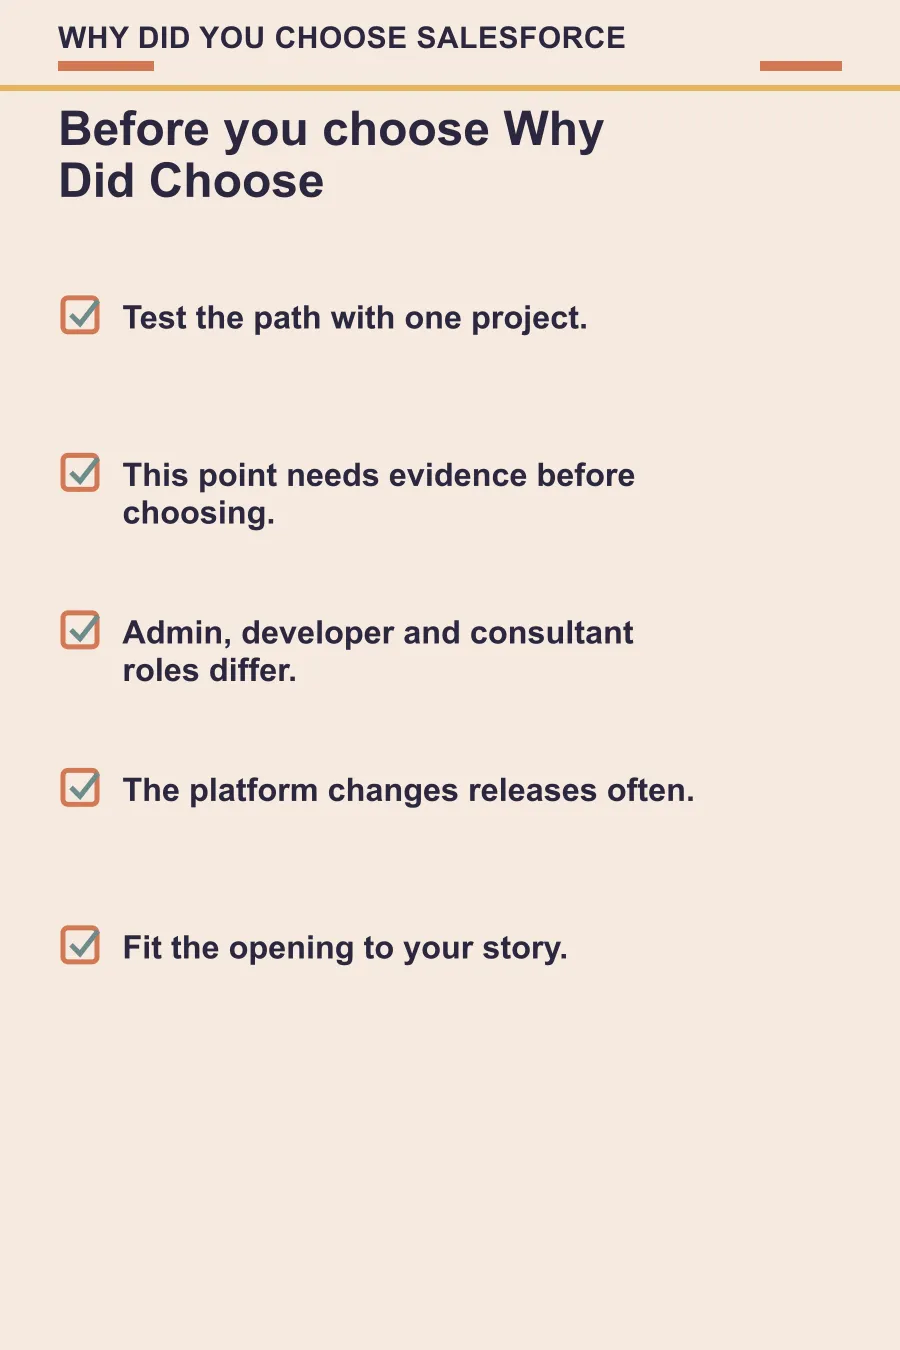 WHY DID YOU CHOOSE SALESFORCE
Before you choose Why
Did Choose
Test the path with one project.
This point needs evidence before
choosing.
Admin, developer and consultant
roles differ.
The platform changes releases often.
Fit the opening to your story.